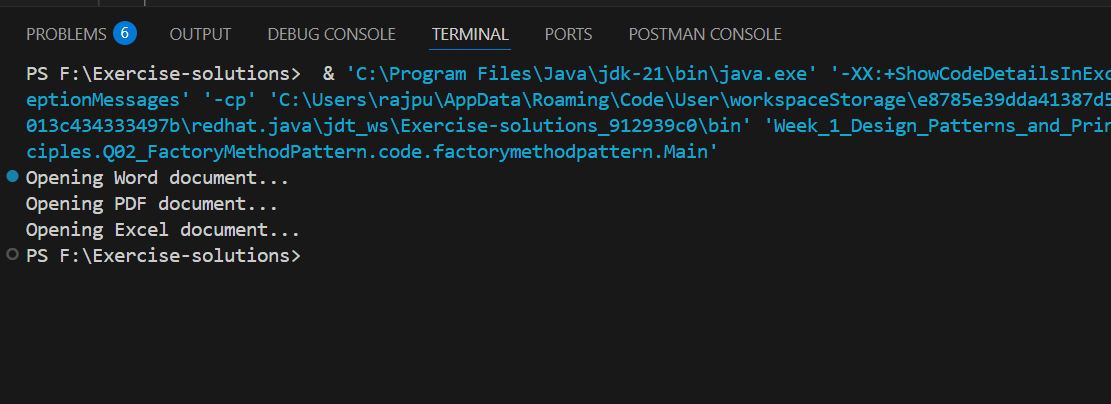 PROBLEMS 6 OUTPUT DEBUG CONSOLE TERMINAL PORTS POSTMAN CONSOLE
PS F:\Exercise-solutions>  & 'C:\Program Files\Java\jdk-21\bin\java.exe' '-XX:+ShowCodeDetailsInExc
eptionMessages' '-cp' 'C:\Users\rajpu\AppData\Roaming\Code\User\workspaceStorage\e8785e39dda41387d5
013c434333497b\redhat.java\jdt_ws\Exercise-solutions_912939c0\bin' 'Week_1_Design_Patterns_and_Prin
ciples.Q02_FactoryMethodPattern.code.factorymethodpattern.Main'
Opening Word document...
Opening PDF document...
Opening Excel document...
PS F:\Exercise-solutions>